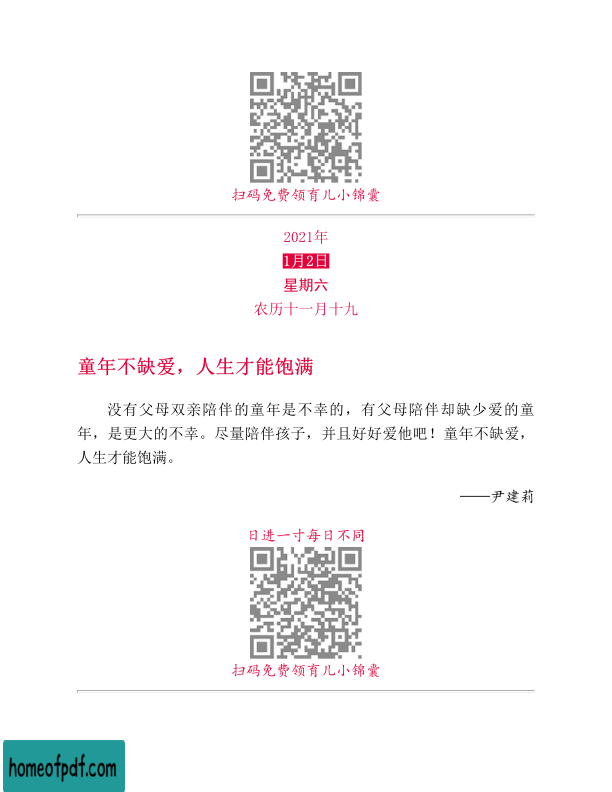 扫码免费领育儿小锦囊
2021年
1月2日
星期六
农历十一月十九
童年不缺爱，人生才能饱满
没有父母双亲陪伴的童年是不幸的，有父母陪伴却缺少爱的童
年，是更大的不幸。尽量陪伴孩子，并且好好爱他吧！童年不缺爱，
人生才能饱满。
——尹建莉
日进一寸每日不同
扫码免费领育儿小锦囊
homeofpdf.com